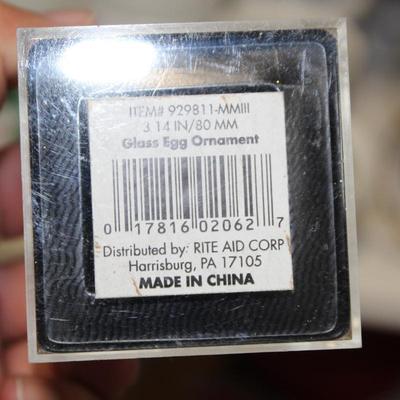 ITEM# 929811-MMIII
3.14 IN/80 MM
Glass Egg Ornament
0 17816 02062 7
Distributed by: RITE AID CORP
Harrisburg, PA 17105
MADE IN CHINA